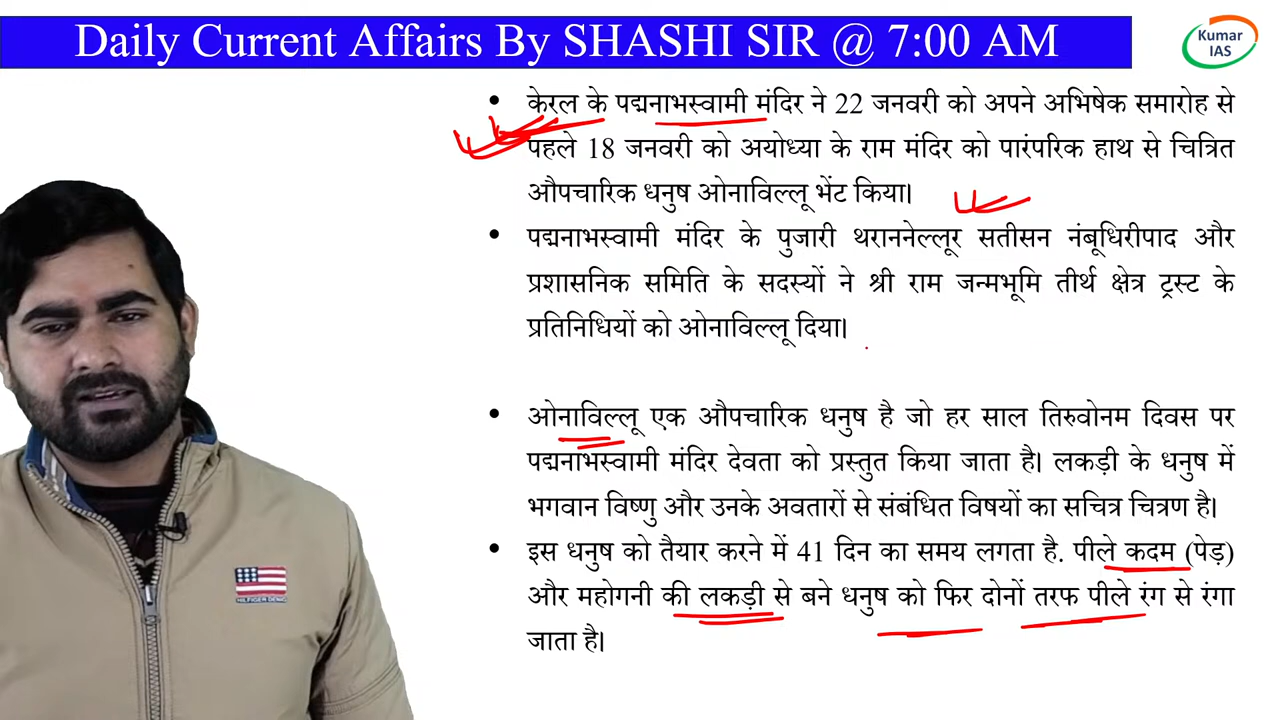 Daily Current Affairs By SHASHI SIR @ 7:00 AM
Kumar
IAS
• केरल के पद्मनाभस्वामी मंदिर ने 22 जनवरी को अपने अभिषेक समारोह से
पहले 18 जनवरी को अयोध्या के राम मंदिर को पारंपरिक हाथ से चित्रित
औपचारिक धनुष ओनाविल्लू भेंट किया।
• पद्मनाभस्वामी मंदिर के पुजारी थराननेल्लूर सतीसन नंबूधिरीपाद और
प्रशासनिक समिति के सदस्यों ने श्री राम जन्मभूमि तीर्थ क्षेत्र ट्रस्ट के
प्रतिनिधियों को ओनाविल्लू दिया।
• ओनाविल्लू एक औपचारिक धनुष है जो हर साल तिरुवोनम दिवस पर
पद्मनाभस्वामी मंदिर देवता को प्रस्तुत किया जाता है। लकड़ी के धनुष में
भगवान विष्णु और उनके अवतारों से संबंधित विषयों का सचित्र चित्रण है।
• इस धनुष को तैयार करने में 41 दिन का समय लगता है. पीले कदम (पेड़)
और महोगनी की लकड़ी से बने धनुष को फिर दोनों तरफ पीले रंग से रंगा
जाता है।
HILFIGER DENIM